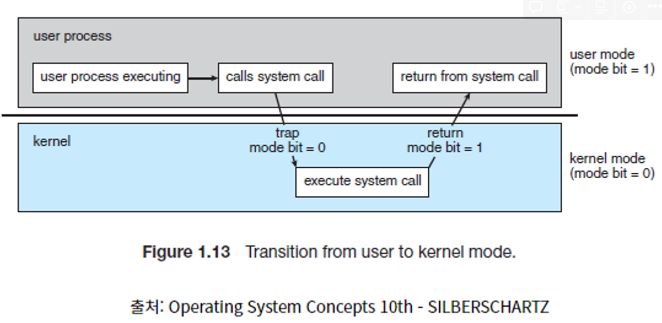 user process
user process executing
calls system call
return from system call
user mode
(mode bit = 1)
kernel
trap
mode bit = 0
return
mode bit = 1
execute system call
kernel mode
(mode bit = 0)
Figure 1.13 Transition from user to kernel mode.
출처: Operating System Concepts 10th - SILBERSCHARTZ